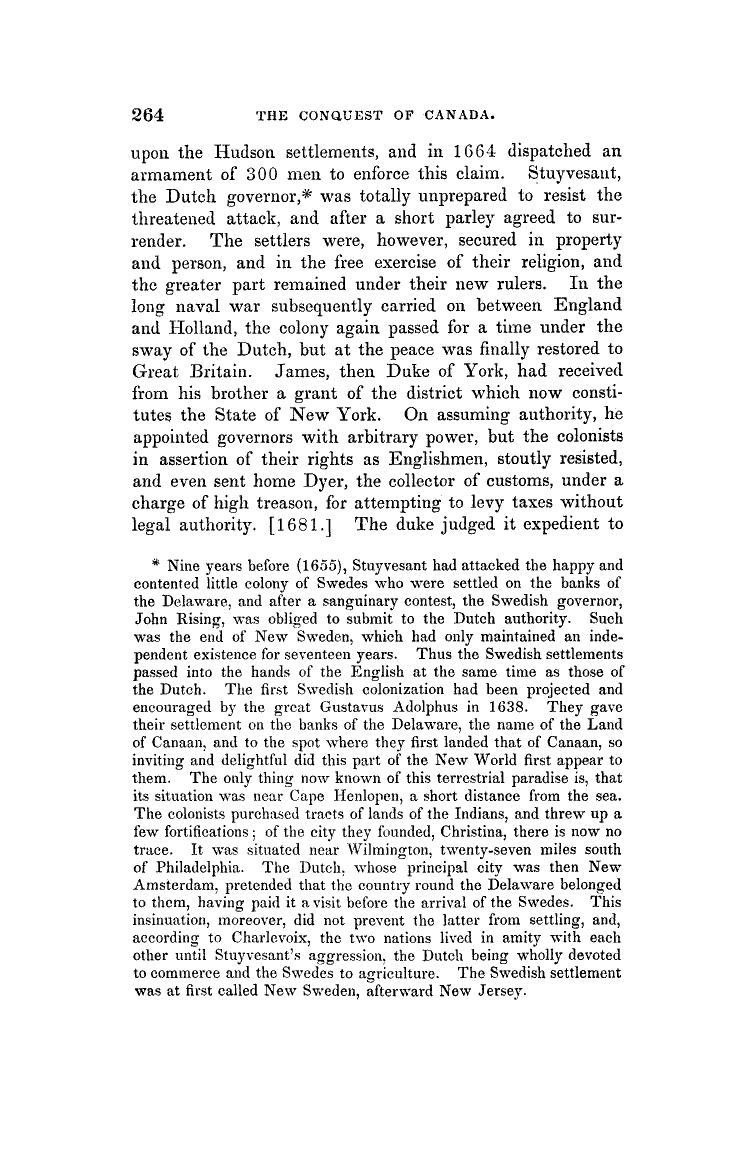 264 THE CONQUEST OF CANADA.
upon the Hudson settlements, and in 1664 dispatched an
armament of 300 men to enforce this claim. Stuyvesant,
the Dutch governor,* was totally unprepared to resist the
threatened attack, and after a short parley agreed to sur-
render. The settlers were, however, secured in property
and person, and in the free exercise of their religion, and
the greater part remained under their new rulers. In the
long naval war subsequently carried on between England
and Holland, the colony again passed for a time under the
sway of the Dutch, but at the peace was finally restored to
Great Britain. James, then Duke of York, had received
from his brother a grant of the district which now consti-
tutes the State of New York. On assuming authority, he
appointed governors with arbitrary power, but the colonists
in assertion of their rights as Englishmen, stoutly resisted,
and even sent home Dyer, the collector of customs, under a
charge of high treason, for attempting to levy taxes without
legal authority. [1681.] The duke judged it expedient to
* Nine years before (1655), Stuyvesant had attacked the happy and
contented little colony of Swedes who were settled on the banks of
the Delaware, and after a sanguinary contest, the Swedish governor,
John Rising, was obliged to submit to the Dutch authority. Such
was the end of New Sweden, which had only maintained an inde-
pendent existence for seventeen years. Thus the Swedish settlements
passed into the hands of the English at the same time as those of
the Dutch. The first Swedish colonization had been projected and
encouraged by the great Gustavus Adolphus in 1638. They gave
their settlement on the banks of the Delaware, the name of the Land
of Canaan, and to the spot where they first landed that of Canaan, so
inviting and delightful did this part of the New World first appear to
them. The only thing now known of this terrestrial paradise is, that
its situation was near Cape Henlopen, a short distance from the sea.
The colonists purchased tracts of lands of the Indians, and threw up a
few fortifications; of the city they founded, Christina, there is now no
trace. It was situated near Wilmington, twenty-seven miles south
of Philadelphia. The Dutch, whose principal city was then New
Amsterdam, pretended that the country round the Delaware belonged
to them, having paid it a visit before the arrival of the Swedes. This
insinuation, moreover, did not prevent the latter from settling, and,
according to Charlevoix, the two nations lived in amity with each
other until Stuyvesant's aggression, the Dutch being wholly devoted
to commerce and the Swedes to agriculture. The Swedish settlement
was at first called New Sweden, afterward New Jersey.